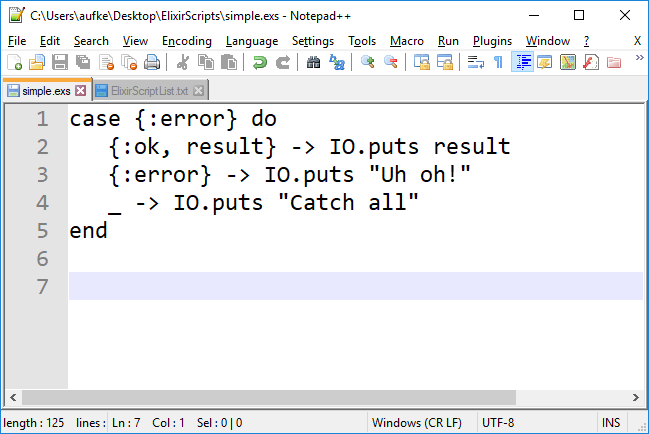 C:\Users\aufke\Desktop\ElixirScripts\simple.exs - Notepad++
File Edit Search View Encoding Language Settings Tools Macro Run Plugins Window ? X
simple.exs ElixirScriptList.txt
1 case {:error} do
2 {:ok, result} -> IO.puts result
3 {:error} -> IO.puts "Uh oh!"
4 _ -> IO.puts "Catch all"
5 end
6
7
length : 125 lines : Ln : 7 Col : 1 Sel : 0 | 0 Windows (CR LF) UTF-8 INS